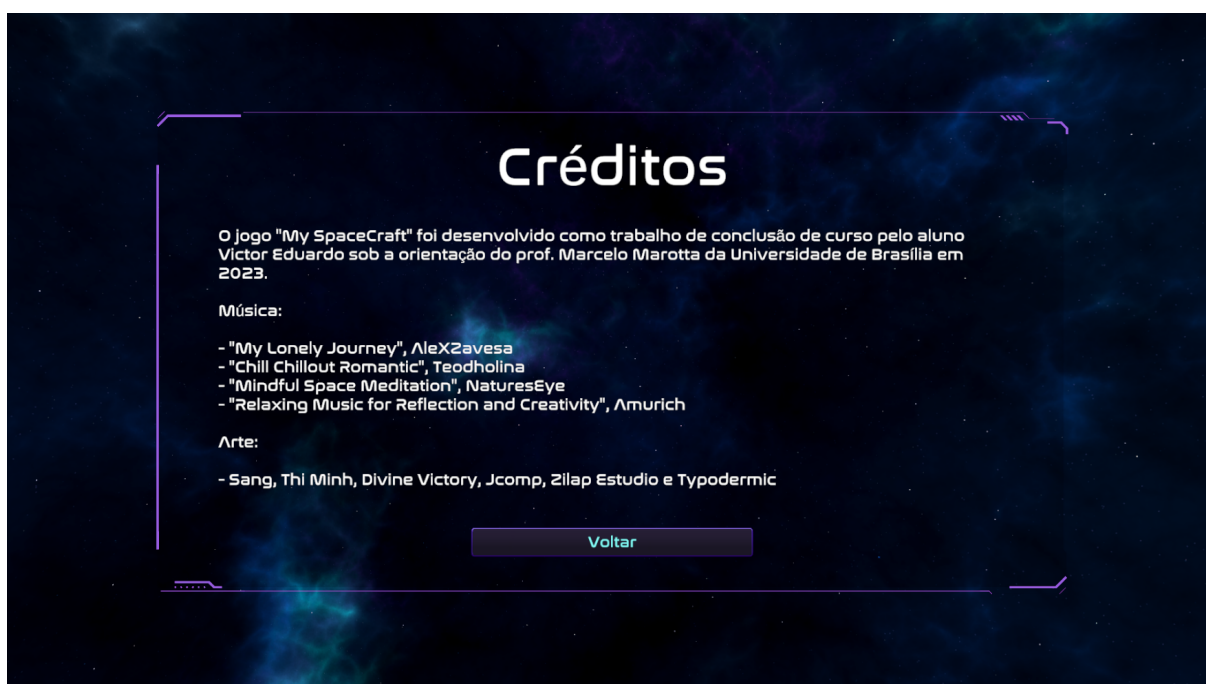 Créditos
O jogo "My SpaceCraft" foi desenvolvido como trabalho de conclusão de curso pelo aluno
Victor Eduardo sob a orientação do prof. Marcelo Marotta da Universidade de Brasília em
2023.
Música:
- "My Lonely Journey", AleXZavesa
- "Chill Chillout Romantic", Teodholina
- "Mindful Space Meditation", NaturesEye
- "Relaxing Music for Reflection and Creativity", Amurich
Arte:
- Sang, Thi Minh, Divine Victory, Jcomp, Zilap Estudio e Typodermic
Voltar